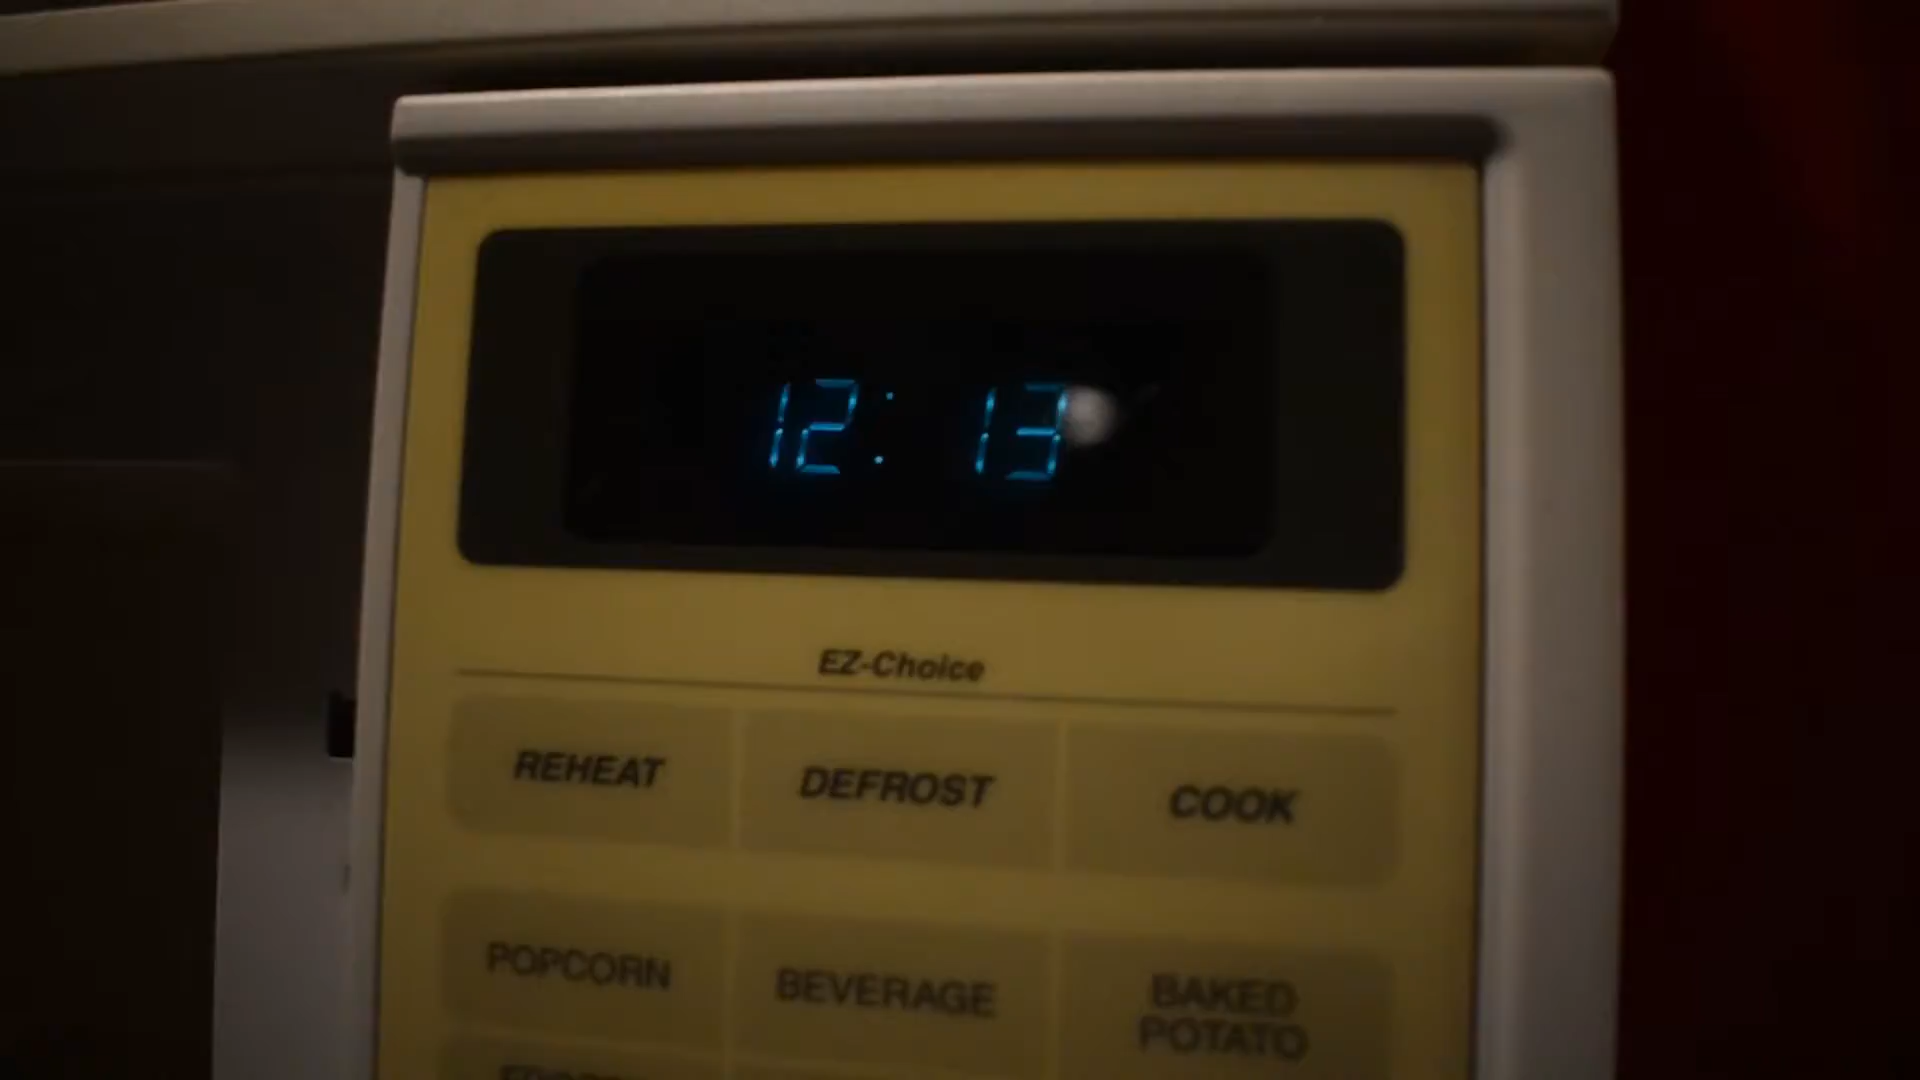 12: 13
EZ-Choice
REHEAT DEFROST COOK
POPCORN BEVERAGE BAKED
POTATO